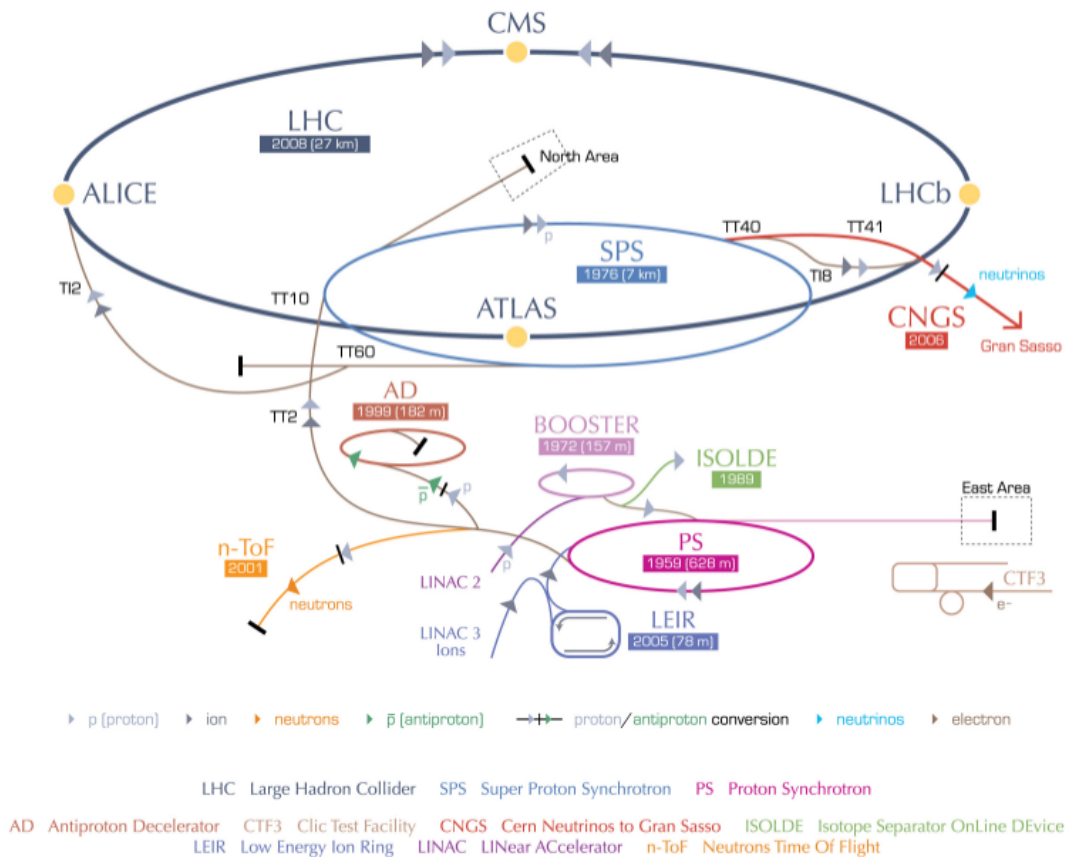 CMS
LHC
2008 (27 km)
North Area
ALICE
LHCb
TT40
TT41
p
SPS
1976 (7 km)
TI8
neutrinos
TI2
TT10
ATLAS
CNGS
2006
Gran Sasso
TT60
AD
1999 (182 m)
TT2
BOOSTER
1972 (157 m)
ISOLDE
1989
p̅
p
East Area
n-ToF
2001
PS
1959 (628 m)
LINAC 2
p
neutrons
CTF3
e-
LEIR
2005 (78 m)
LINAC 3
Ions
p (proton) ion neutrons p̅ (antiproton) proton/antiproton conversion neutrinos electron
LHC Large Hadron Collider SPS Super Proton Synchrotron PS Proton Synchrotron
AD Antiproton Decelerator CTF3 Clic Test Facility CNGS Cern Neutrinos to Gran Sasso ISOLDE Isotope Separator OnLine DEvice
LEIR Low Energy Ion Ring LINAC LINear ACcelerator n-ToF Neutrons Time Of Flight